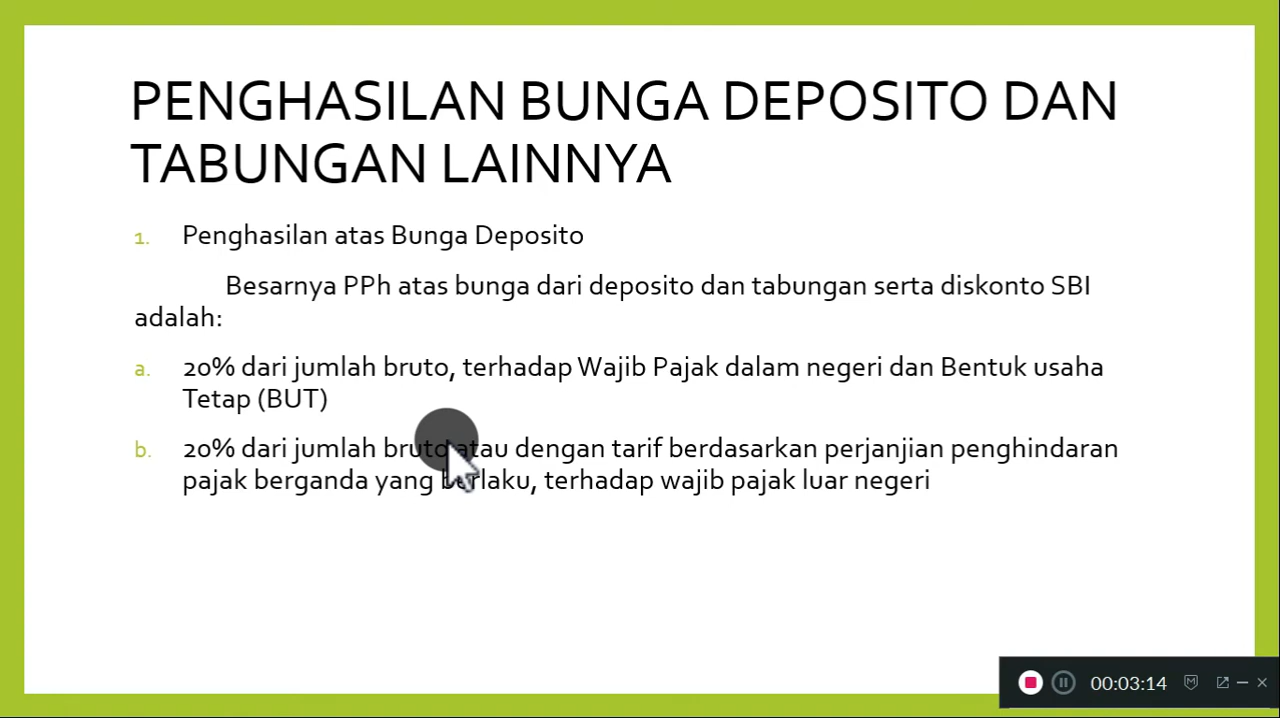 PENGHASILAN BUNGA DEPOSITO DAN
TABUNGAN LAINNYA
1. Penghasilan atas Bunga Deposito
Besarnya PPh atas bunga dari deposito dan tabungan serta diskonto SBI
adalah:
a. 20% dari jumlah bruto, terhadap Wajib Pajak dalam negeri dan Bentuk usaha
Tetap (BUT)
b. 20% dari jumlah bruto atau dengan tarif berdasarkan perjanjian penghindaran
pajak berganda yang berlaku, terhadap wajib pajak luar negeri
00:03:14